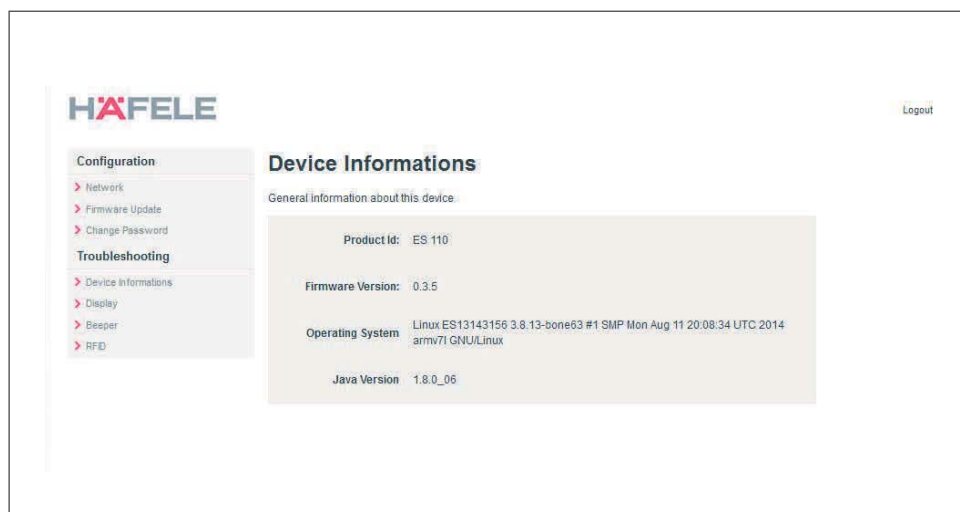 HÄFELE
Logout
Configuration
Network
Firmware Update
Change Password
Troubleshooting
Device Informations
Display
Beeper
RFID
Device Informations
General information about this device
Product Id: ES 110
Firmware Version: 0.3.5
Operating System Linux ES13143156 3.8.13-bone63 #1 SMP Mon Aug 11 20:08:34 UTC 2014
armv7l GNU/Linux
Java Version 1.8.0_06